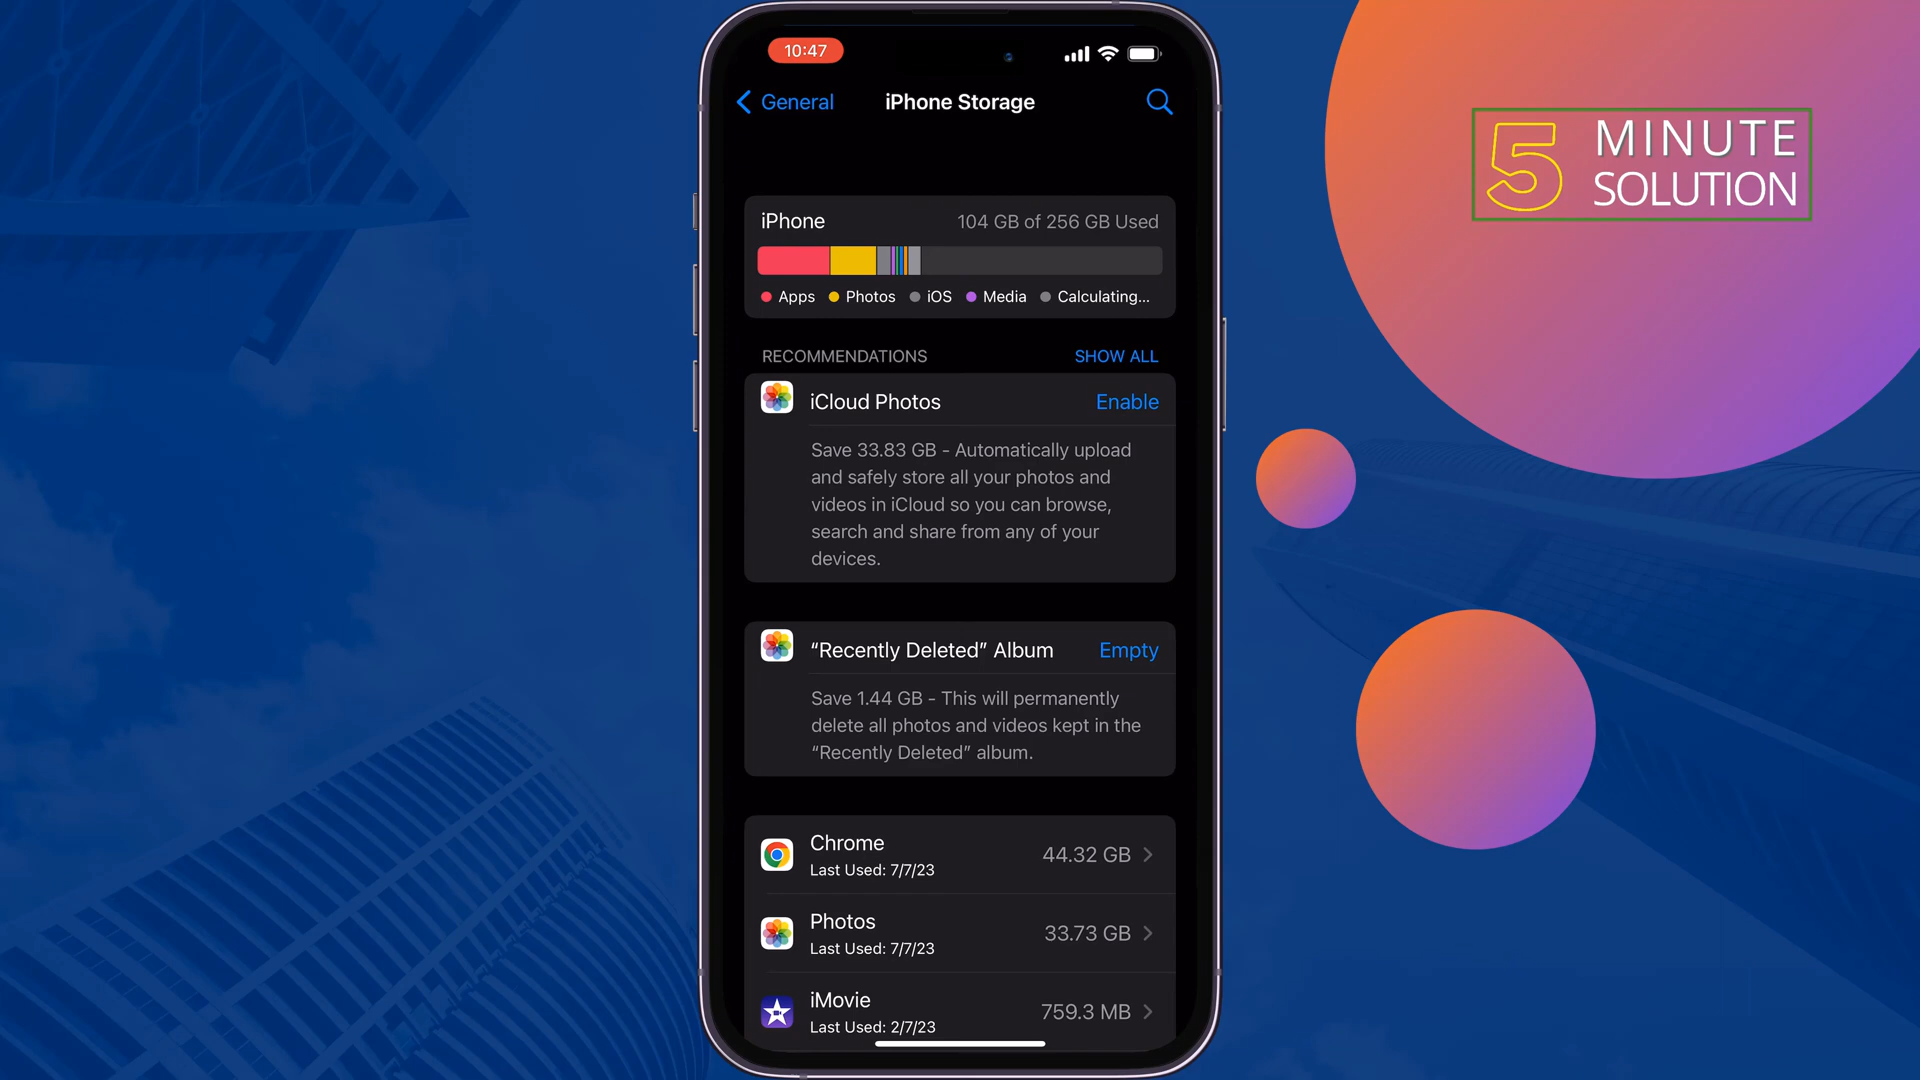 10:47
General
iPhone Storage
5 MINUTE
SOLUTION
iPhone
104 GB of 256 GB Used
Apps Photos iOS Media Calculating...
RECOMMENDATIONS
SHOW ALL
iCloud Photos
Enable
Save 33.83 GB - Automatically upload
and safely store all your photos and
videos in iCloud so you can browse,
search and share from any of your
devices.
“Recently Deleted” Album
Empty
Save 1.44 GB - This will permanently
delete all photos and videos kept in the
“Recently Deleted” album.
Chrome
Last Used: 7/7/23
44.32 GB
Photos
Last Used: 7/7/23
33.73 GB
iMovie
Last Used: 2/7/23
759.3 MB